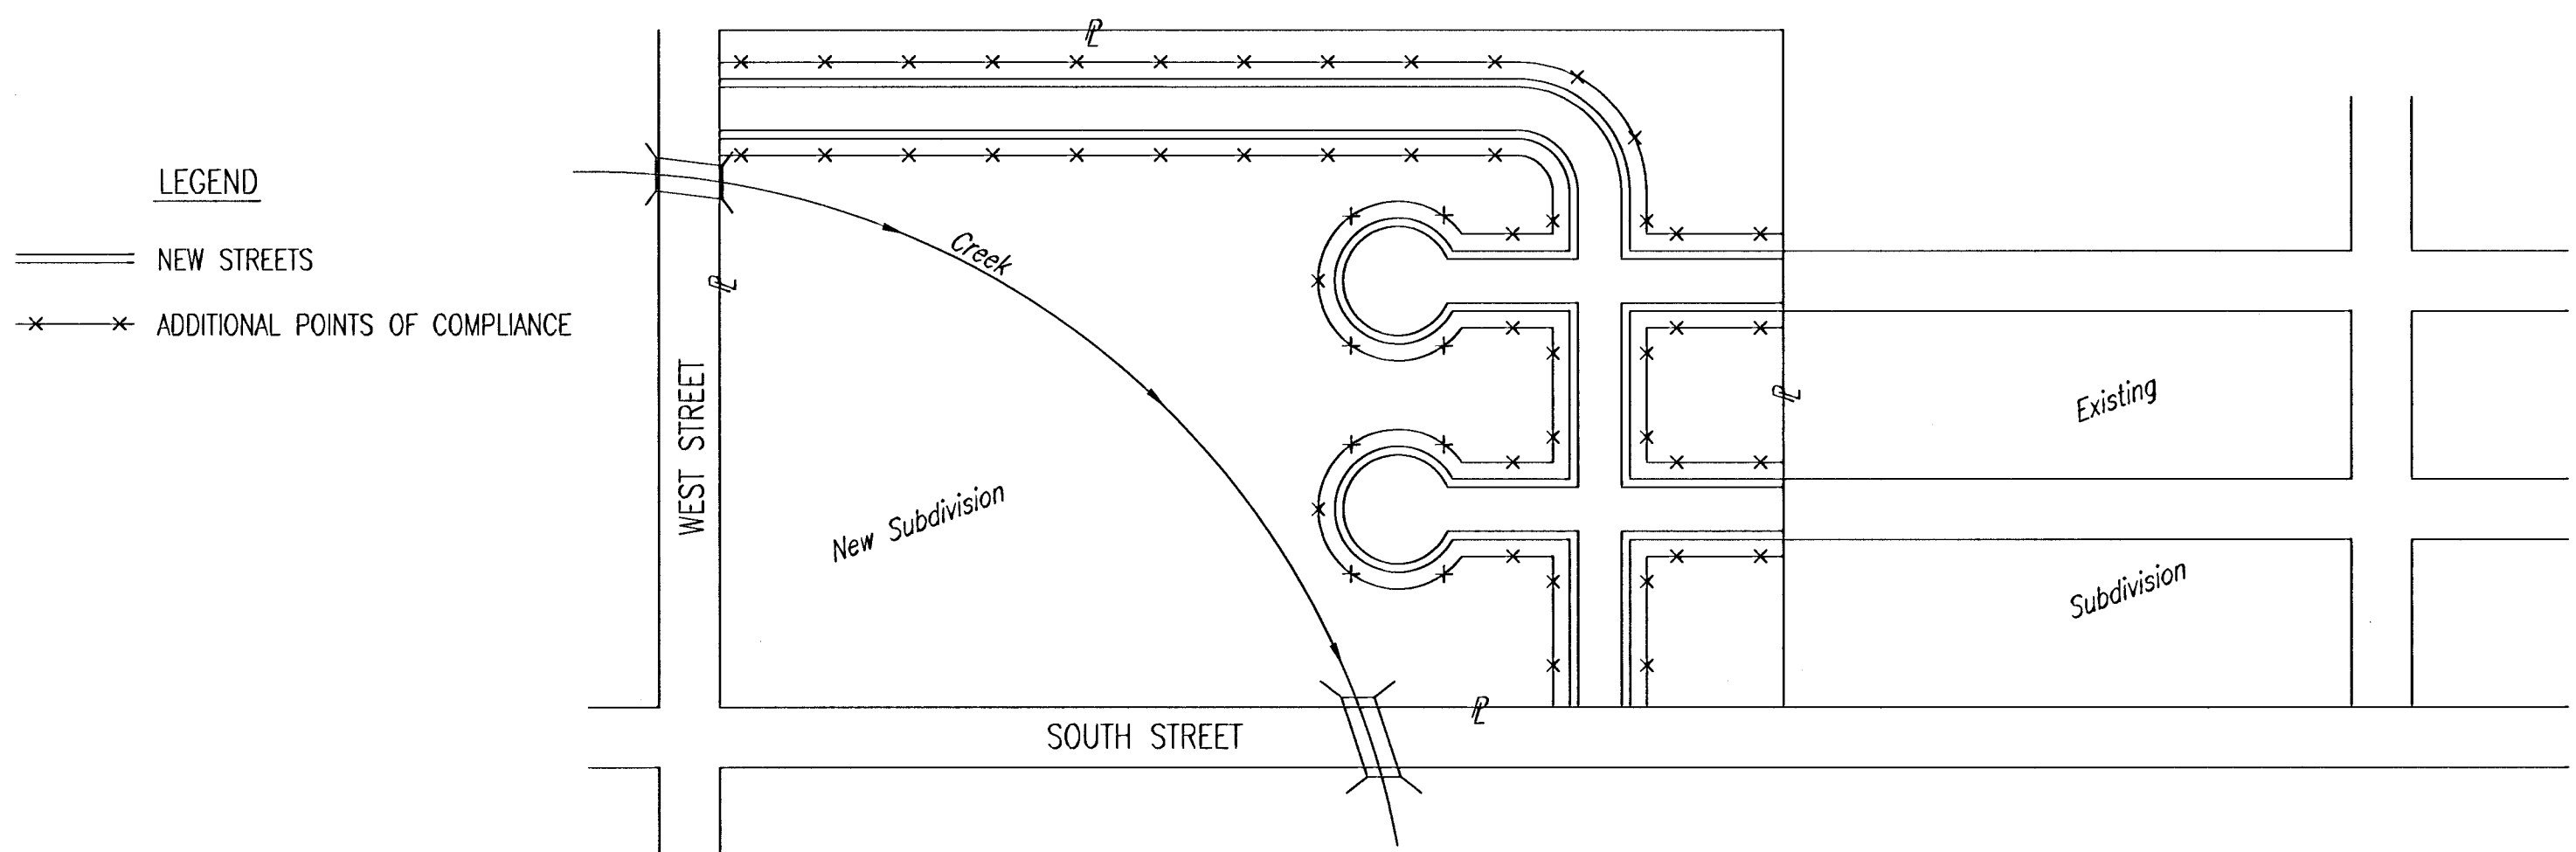 ℄
LEGEND
NEW STREETS
ADDITIONAL POINTS OF COMPLIANCE
Creek
WEST STREET
New Subdivision
Existing
Subdivision
SOUTH STREET